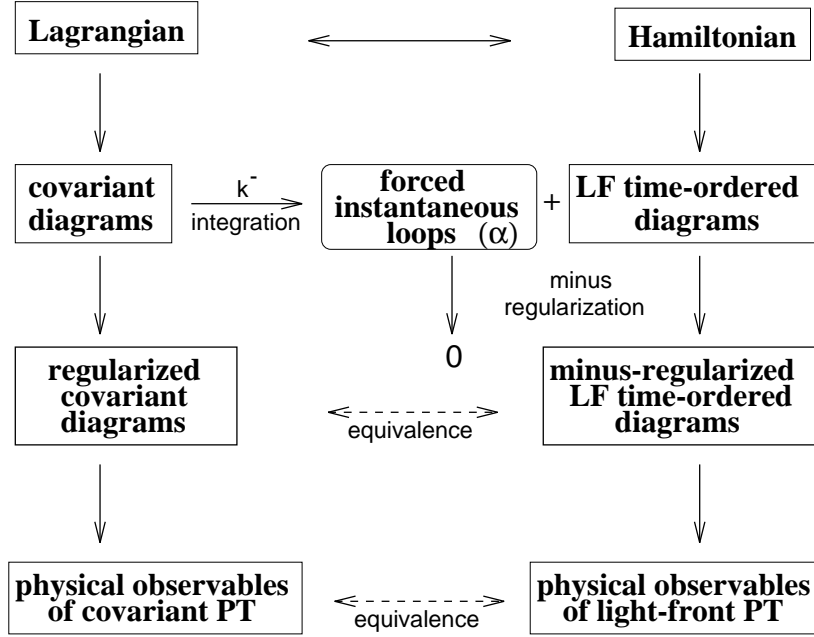 Lagrangian
Hamiltonian
covariant
diagrams
k-
integration
forced
instantaneous
loops (α)
+
LF time-ordered
diagrams
minus
regularization
0
regularized
covariant
diagrams
equivalence
minus-regularized
LF time-ordered
diagrams
physical observables
of covariant PT
equivalence
physical observables
of light-front PT